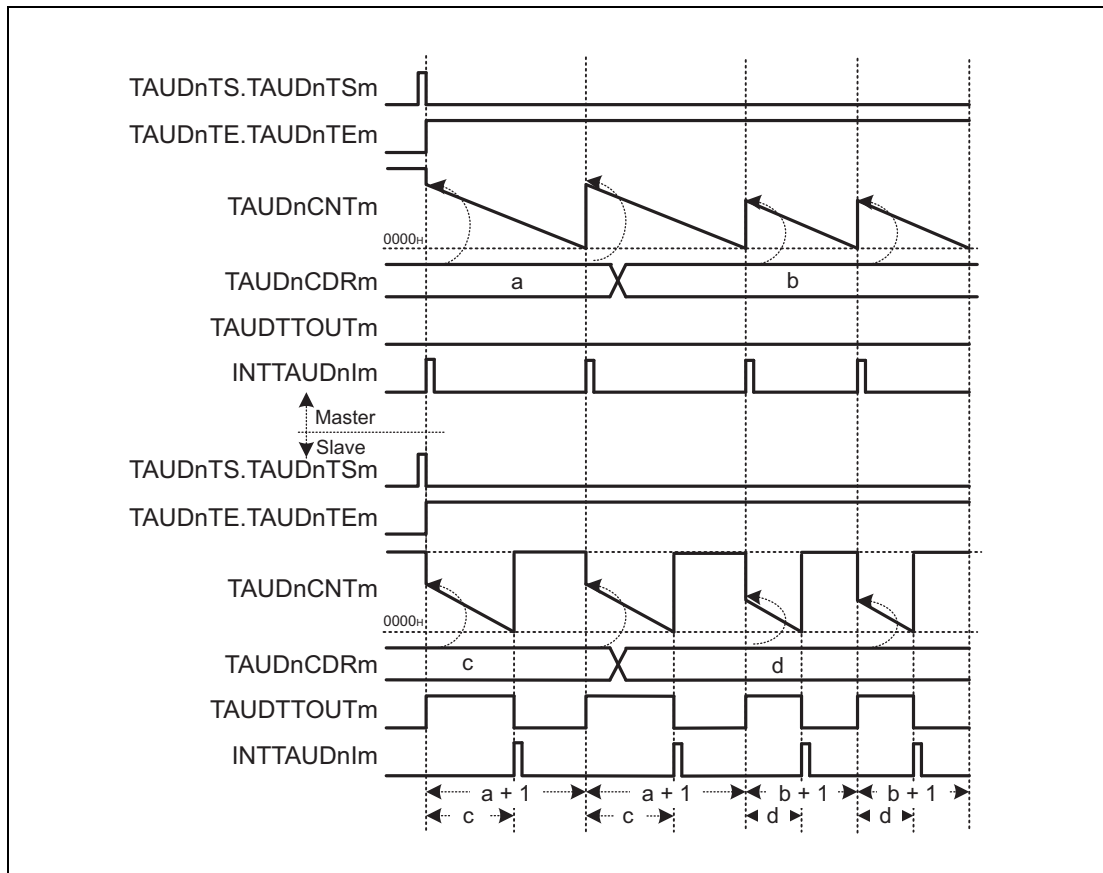 TAUDnTS.TAUDnTSm
TAUDnTE.TAUDnTEm
TAUDnCNTm
0000H
TAUDnCDRm
a
b
TAUDTTOUTm
INTTAUDnIm
Master
Slave
TAUDnTS.TAUDnTSm
TAUDnTE.TAUDnTEm
TAUDnCNTm
0000H
TAUDnCDRm
c
d
TAUDTTOUTm
INTTAUDnIm
a + 1 a + 1 b + 1 b + 1
c c d d